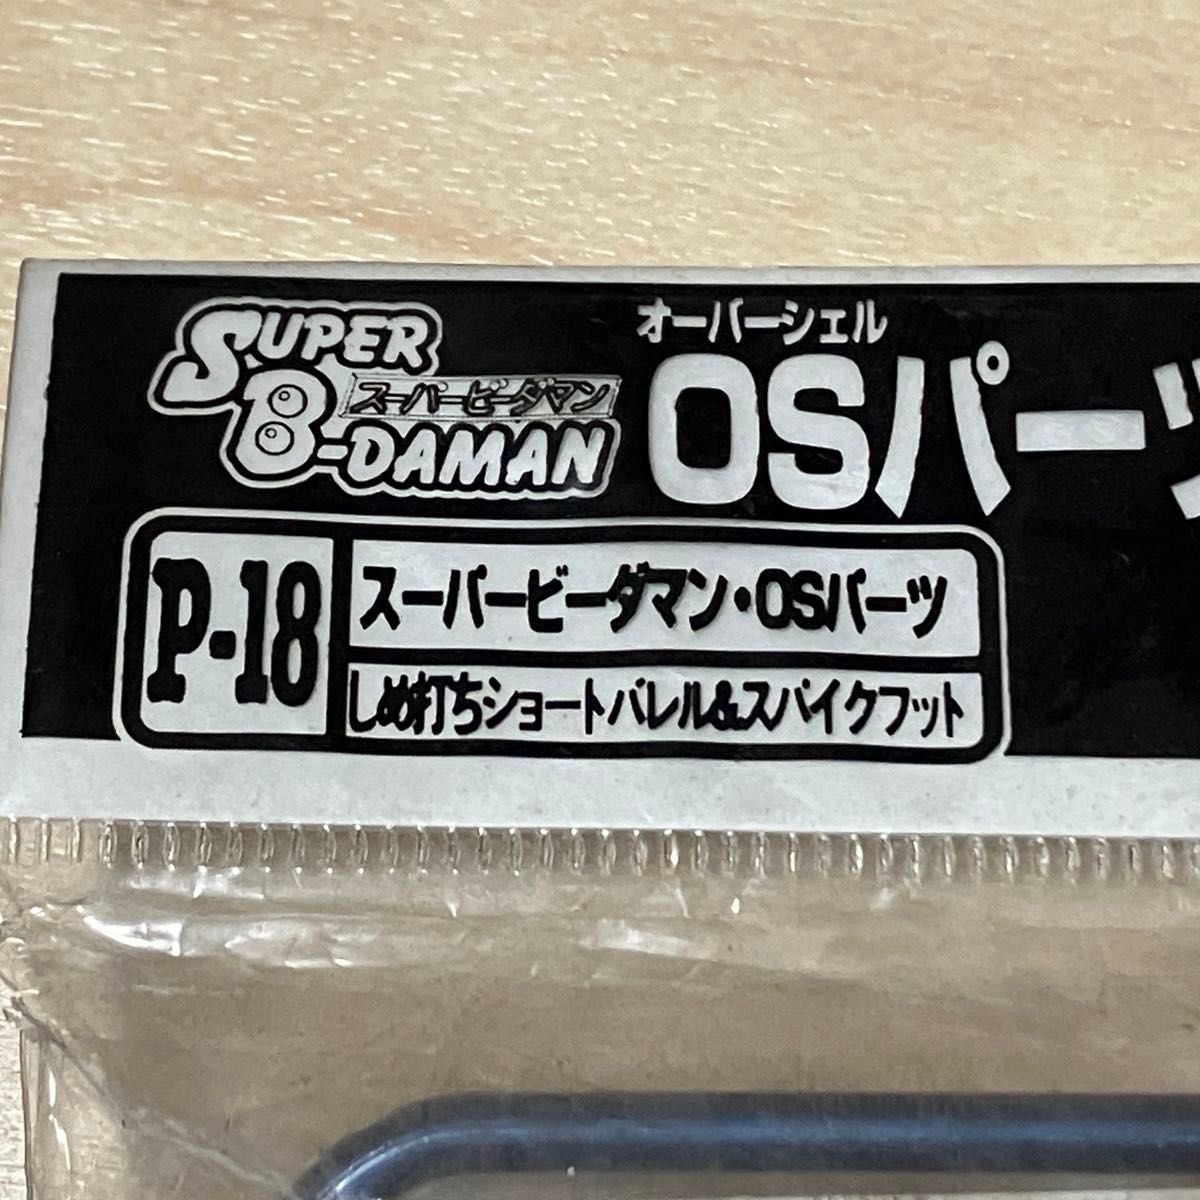 SUPER
スーパービーダマン
B-DAMAN
オーバーシェル
OSパーツ
P-18
スーパービーダマン・OSパーツ
しめ打ちショートバレル&スパイクフット